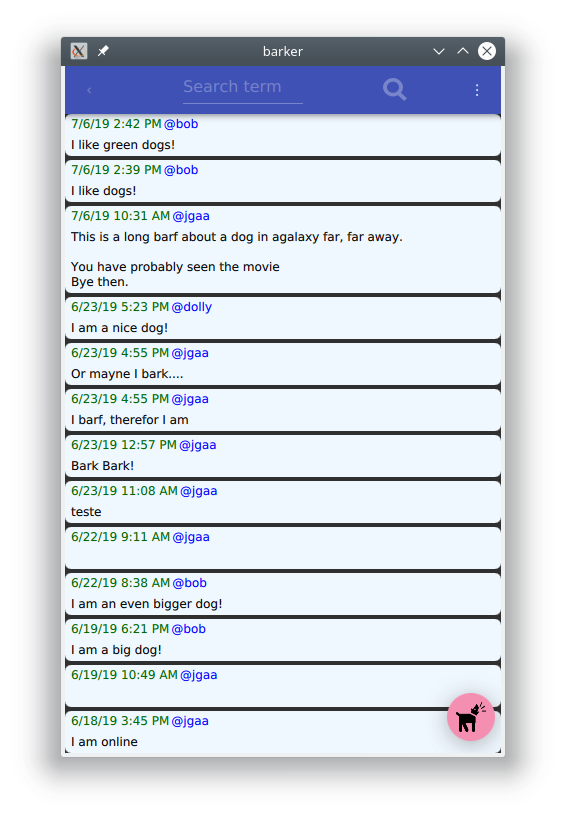 barker
Search term
7/6/19 2:42 PM @bob
I like green dogs!
7/6/19 2:39 PM @bob
I like dogs!
7/6/19 10:31 AM @jgaa
This is a long barf about a dog in agalaxy far, far away.
You have probably seen the movie
Bye then.
6/23/19 5:23 PM @dolly
I am a nice dog!
6/23/19 4:55 PM @jgaa
Or mayne I bark....
6/23/19 4:55 PM @jgaa
I barf, therefor I am
6/23/19 12:57 PM @jgaa
Bark Bark!
6/23/19 11:08 AM @jgaa
teste
6/22/19 9:11 AM @jgaa
6/22/19 8:38 AM @bob
I am an even bigger dog!
6/19/19 6:21 PM @bob
I am a big dog!
6/19/19 10:49 AM @jgaa
6/18/19 3:45 PM @jgaa
I am online